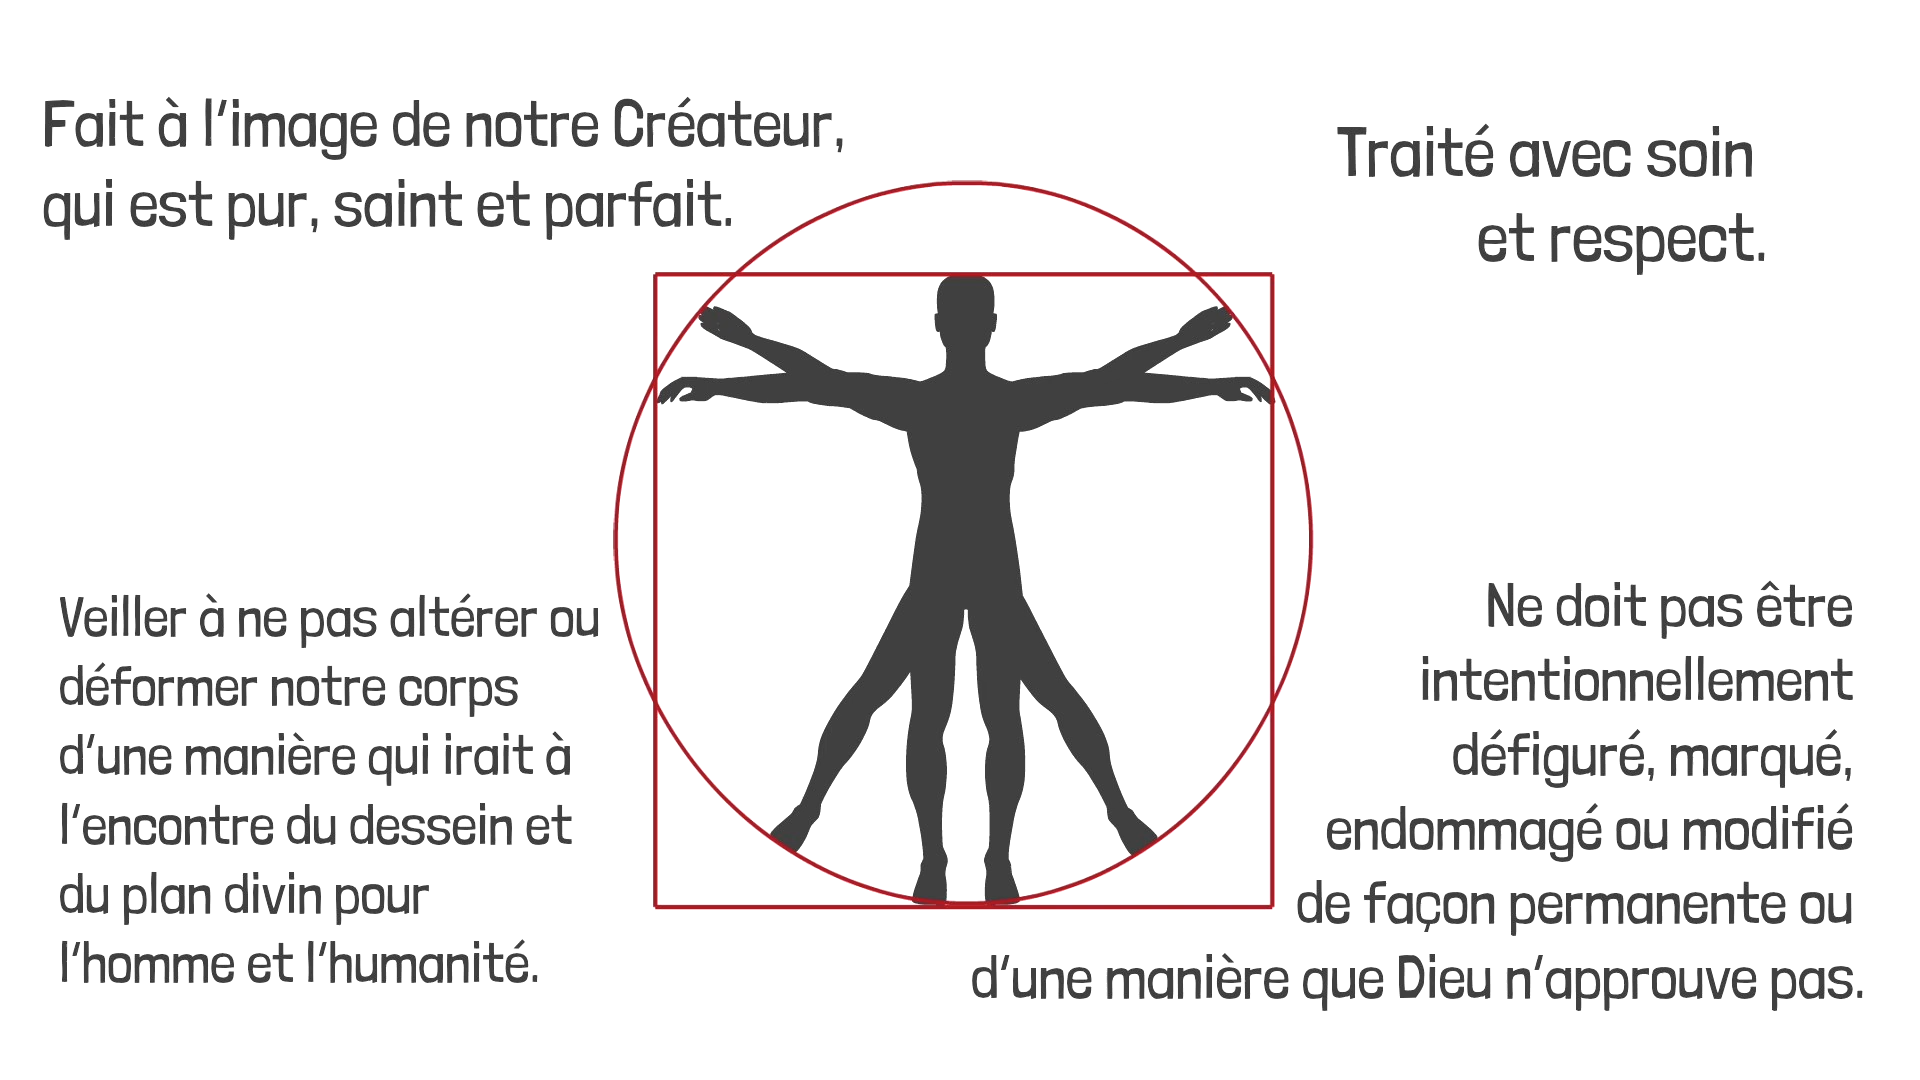 Fait à l'image de notre Créateur,
qui est pur, saint et parfait.
Traité avec soin
et respect.
Veiller à ne pas altérer ou
déformer notre corps
d'une manière qui irait à
l'encontre du dessein et
du plan divin pour
l'homme et l'humanité.
Ne doit pas être
intentionnellement
défiguré, marqué,
endommagé ou modifié
de façon permanente ou
d'une manière que Dieu n'approuve pas.